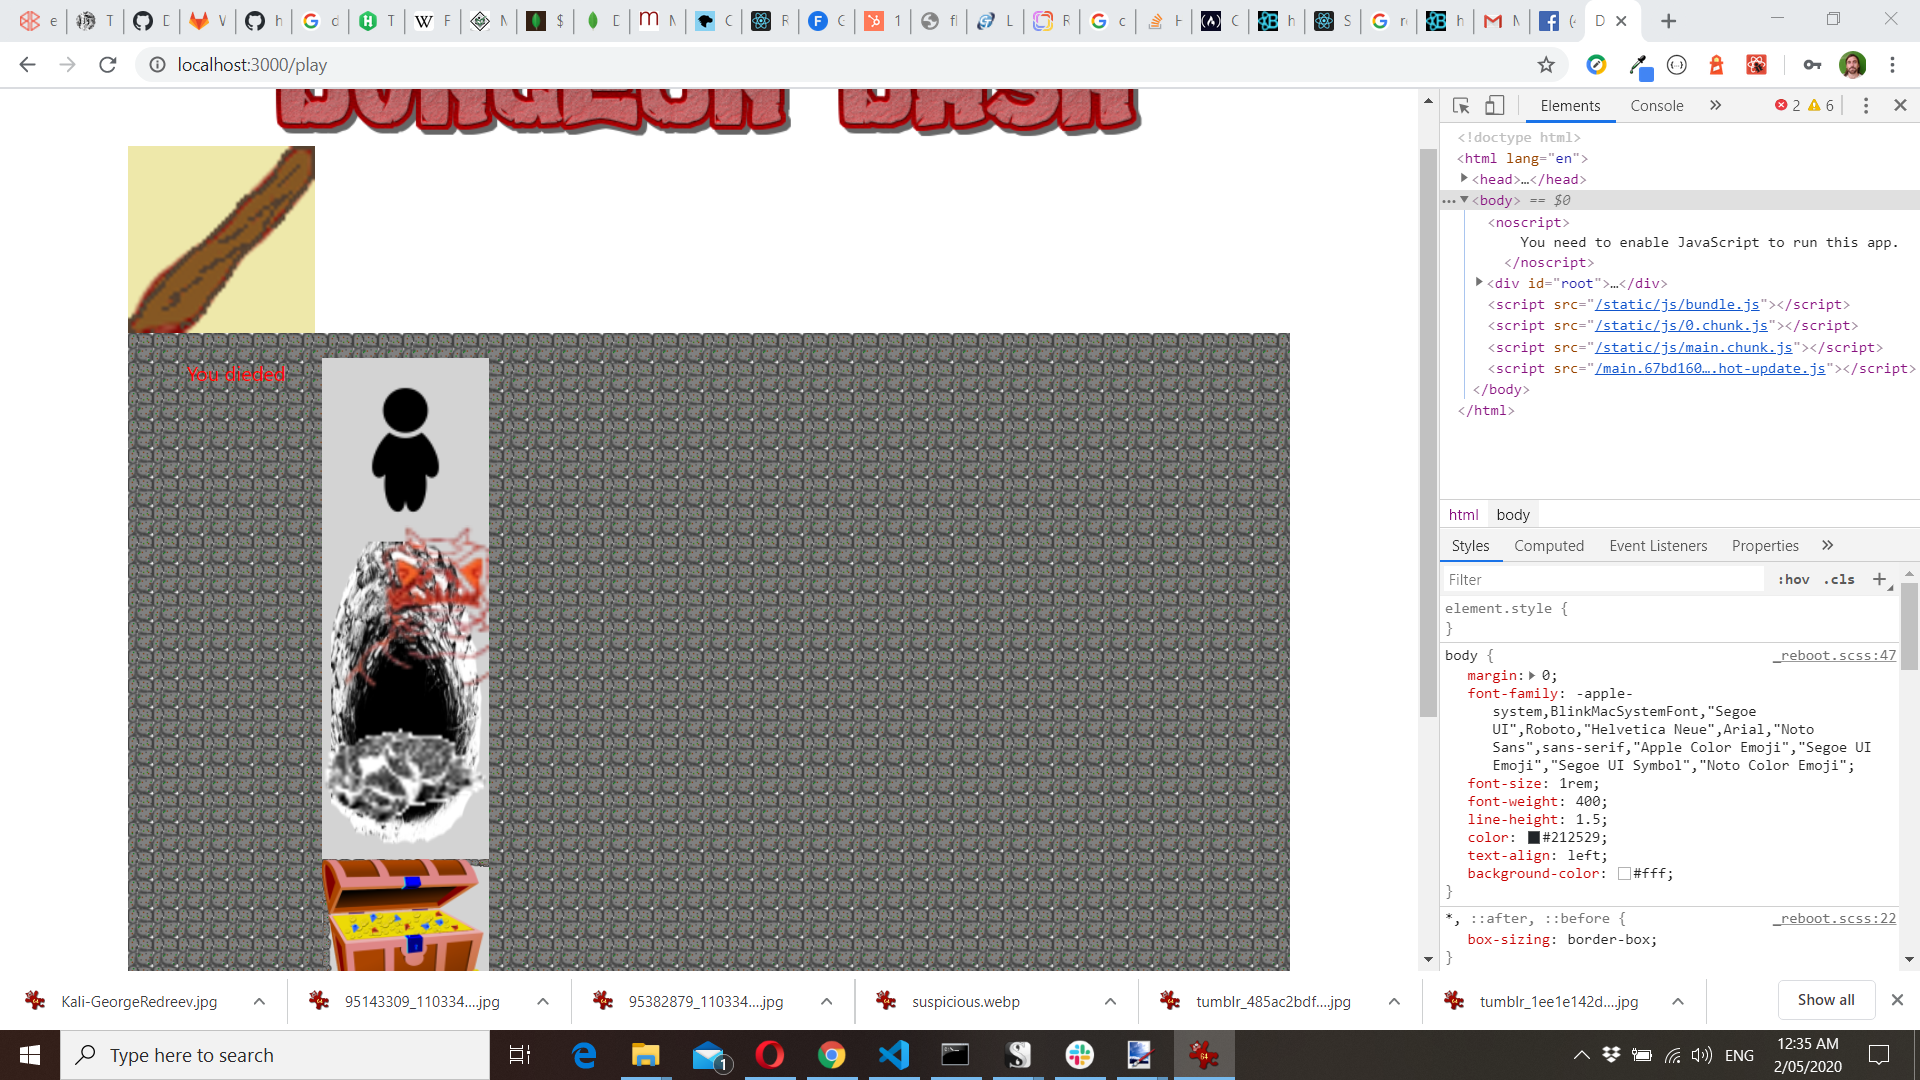 e
T
D
W
h
d
T
F
M
$
D
M
C
R
G
1
fl
L
R
c
H
C
h
S
r
h
M
(4
D
localhost:3000/play
DUNGEON DASH
You dieded
Elements
Console
2
6
<!doctype html>
<html lang="en">
<head>…</head>
<body> == $0
<noscript>
You need to enable JavaScript to run this app.
</noscript>
<div id="root">…</div>
<script src="/static/js/bundle.js"></script>
<script src="/static/js/0.chunk.js"></script>
<script src="/static/js/main.chunk.js"></script>
<script src="/main.67bd160….hot-update.js"></script>
</body>
</html>
html body
Styles Computed Event Listeners Properties
Filter :hov .cls
element.style {
}
body { _reboot.scss:47
margin: 0;
font-family: -apple-
system,BlinkMacSystemFont,"Segoe
UI",Roboto,"Helvetica Neue",Arial,"Noto
Sans",sans-serif,"Apple Color Emoji","Segoe UI
Emoji","Segoe UI Symbol","Noto Color Emoji";
font-size: 1rem;
font-weight: 400;
line-height: 1.5;
color: #212529;
text-align: left;
background-color: #fff;
}
*, ::after, ::before { _reboot.scss:22
box-sizing: border-box;
}
Kali-GeorgeRedreev.jpg
95143309_110334....jpg
95382879_110334....jpg
suspicious.webp
tumblr_485ac2bdf....jpg
tumblr_1ee1e142d....jpg
Show all
Type here to search
1
ENG
12:35 AM
2/05/2020